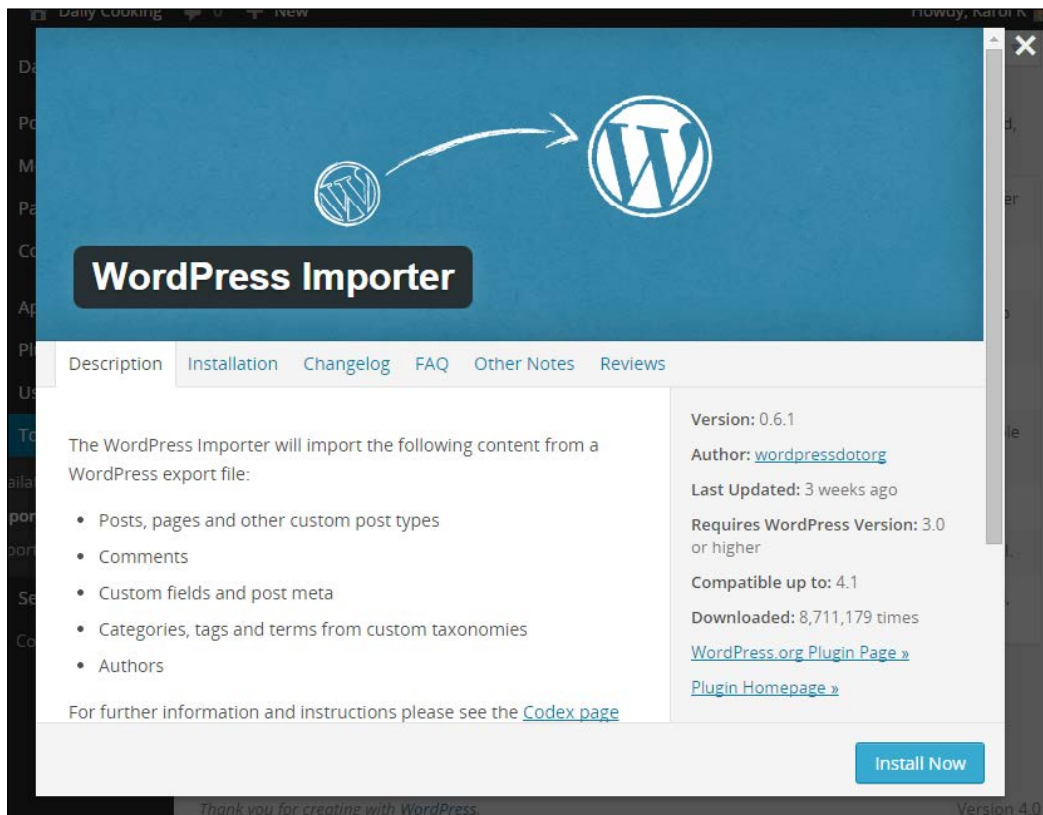 Daily Cooking 0 + New
Howdy, Karol K
WordPress Importer
Description Installation Changelog FAQ Other Notes Reviews
The WordPress Importer will import the following content from a
WordPress export file:
• Posts, pages and other custom post types
• Comments
• Custom fields and post meta
• Categories, tags and terms from custom taxonomies
• Authors
For further information and instructions please see the Codex page
Version: 0.6.1
Author: wordpressdotorg
Last Updated: 3 weeks ago
Requires WordPress Version: 3.0
or higher
Compatible up to: 4.1
Downloaded: 8,711,179 times
WordPress.org Plugin Page »
Plugin Homepage »
Install Now
Thank you for creating with WordPress.
Version 4.0